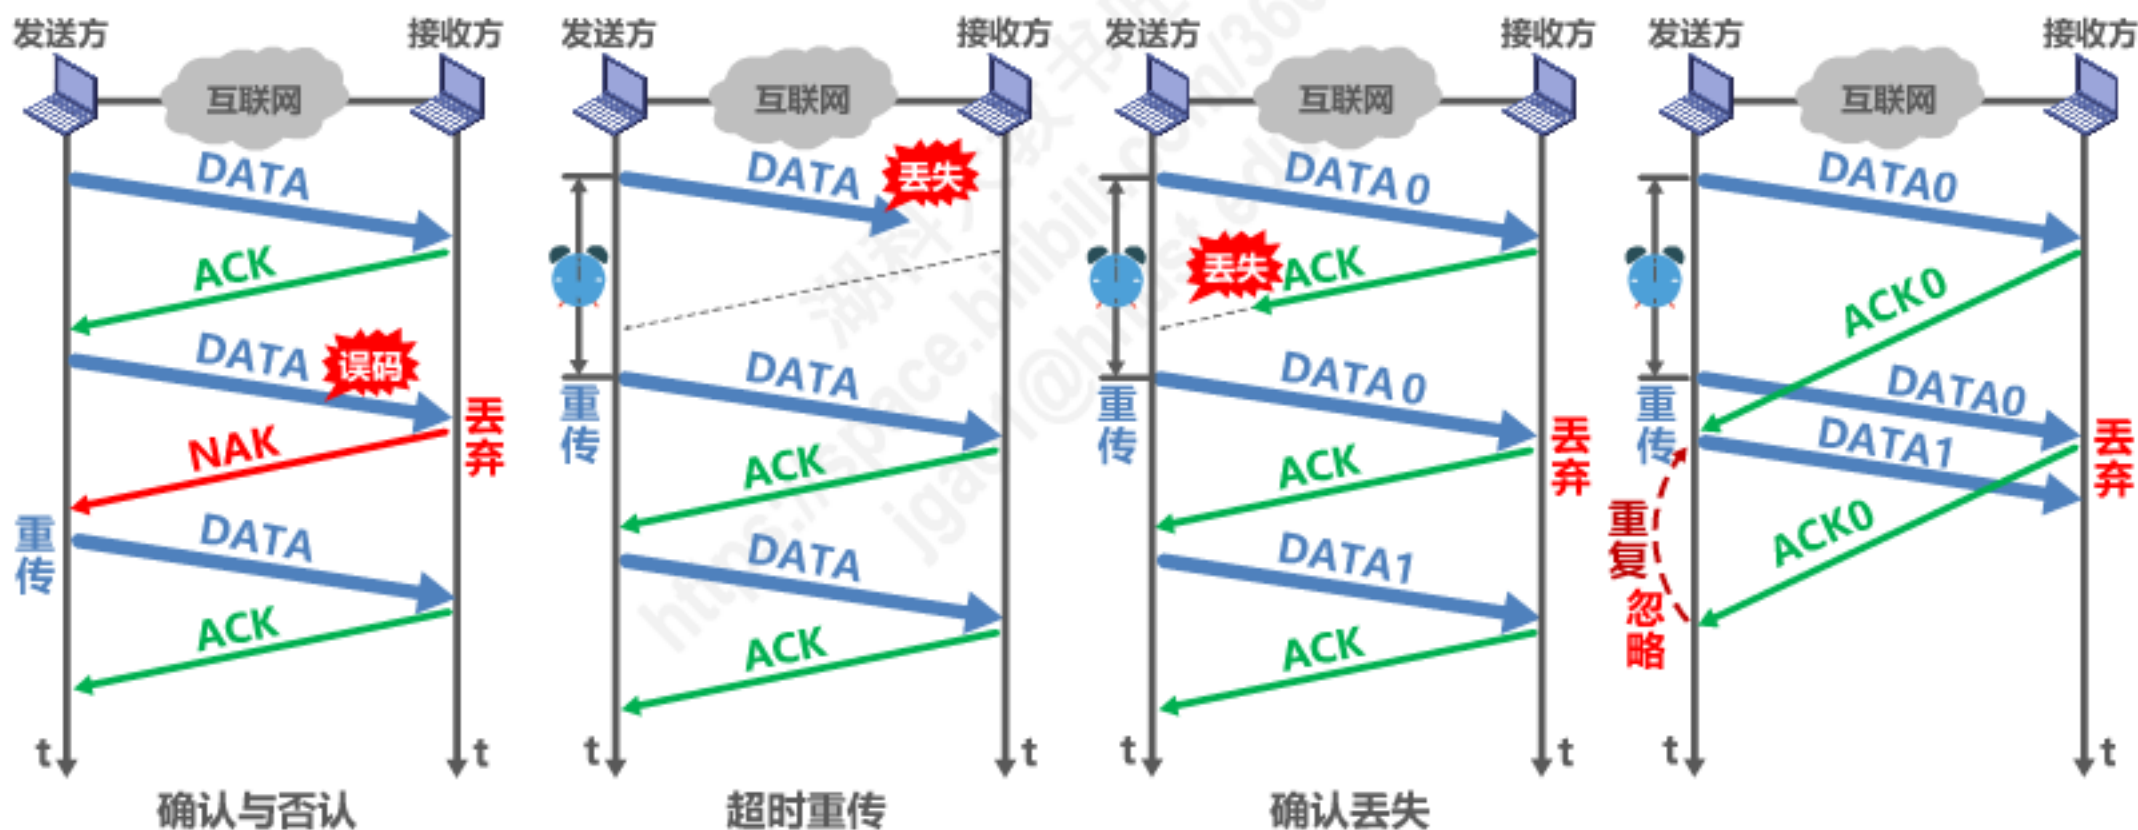 发送方
接收方
互联网
DATA
ACK
DATA
误码
丢弃
NAK
重传
DATA
ACK
t
t
确认与否认
发送方
接收方
互联网
DATA
丢失
重传
DATA
ACK
DATA
ACK
t
t
超时重传
发送方
接收方
互联网
DATA 0
丢失
ACK
重传
DATA 0
丢弃
ACK
DATA1
ACK
t
t
确认丢失
发送方
接收方
互联网
DATA0
ACK0
重传
DATA0
DATA1
丢弃
重复
忽略
ACK0
t
t